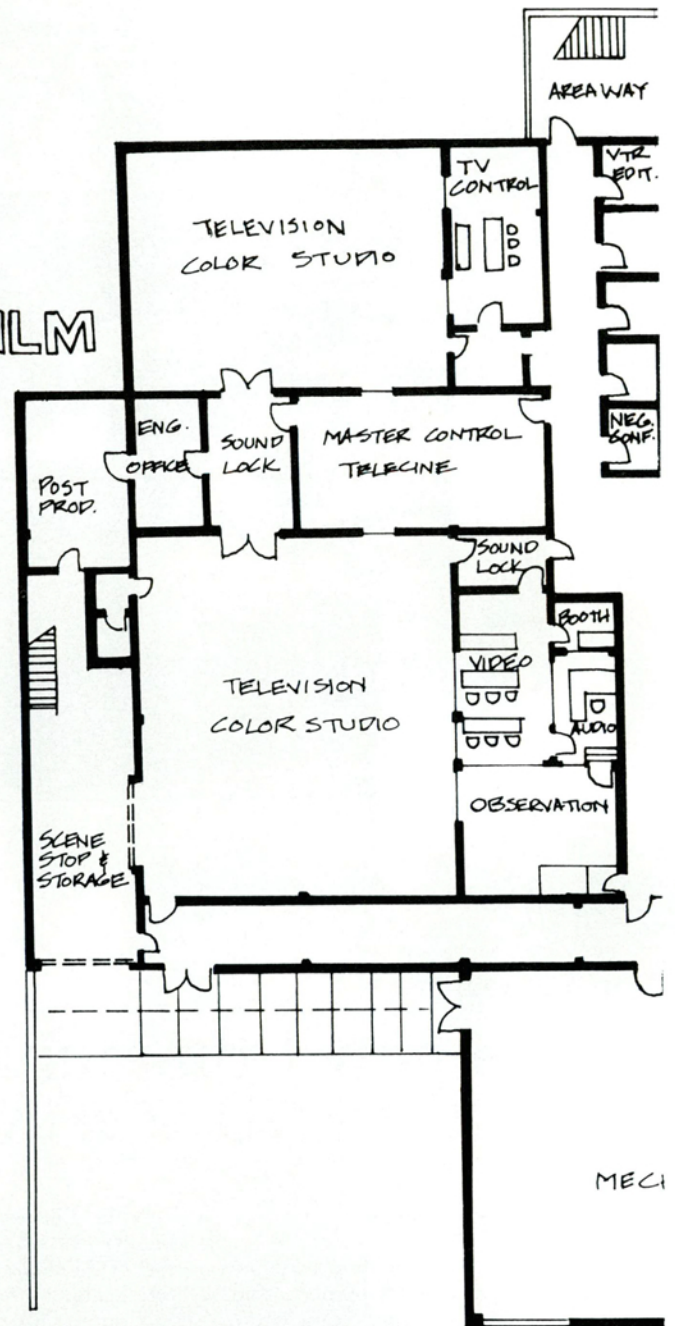 AREAWAY
VTR
EDIT.
TV
CONTROL
TELEVISION
COLOR STUDIO
ILM
NEG.
CONF.
ENG.
OFFICE
SOUND
LOCK
MASTER CONTROL
TELECINE
POST
PROD.
SOUND
LOCK
BOOTH
VIDEO
TELEVISION
COLOR STUDIO
AUDIO
OBSERVATION
SCENE
STOP &
STORAGE